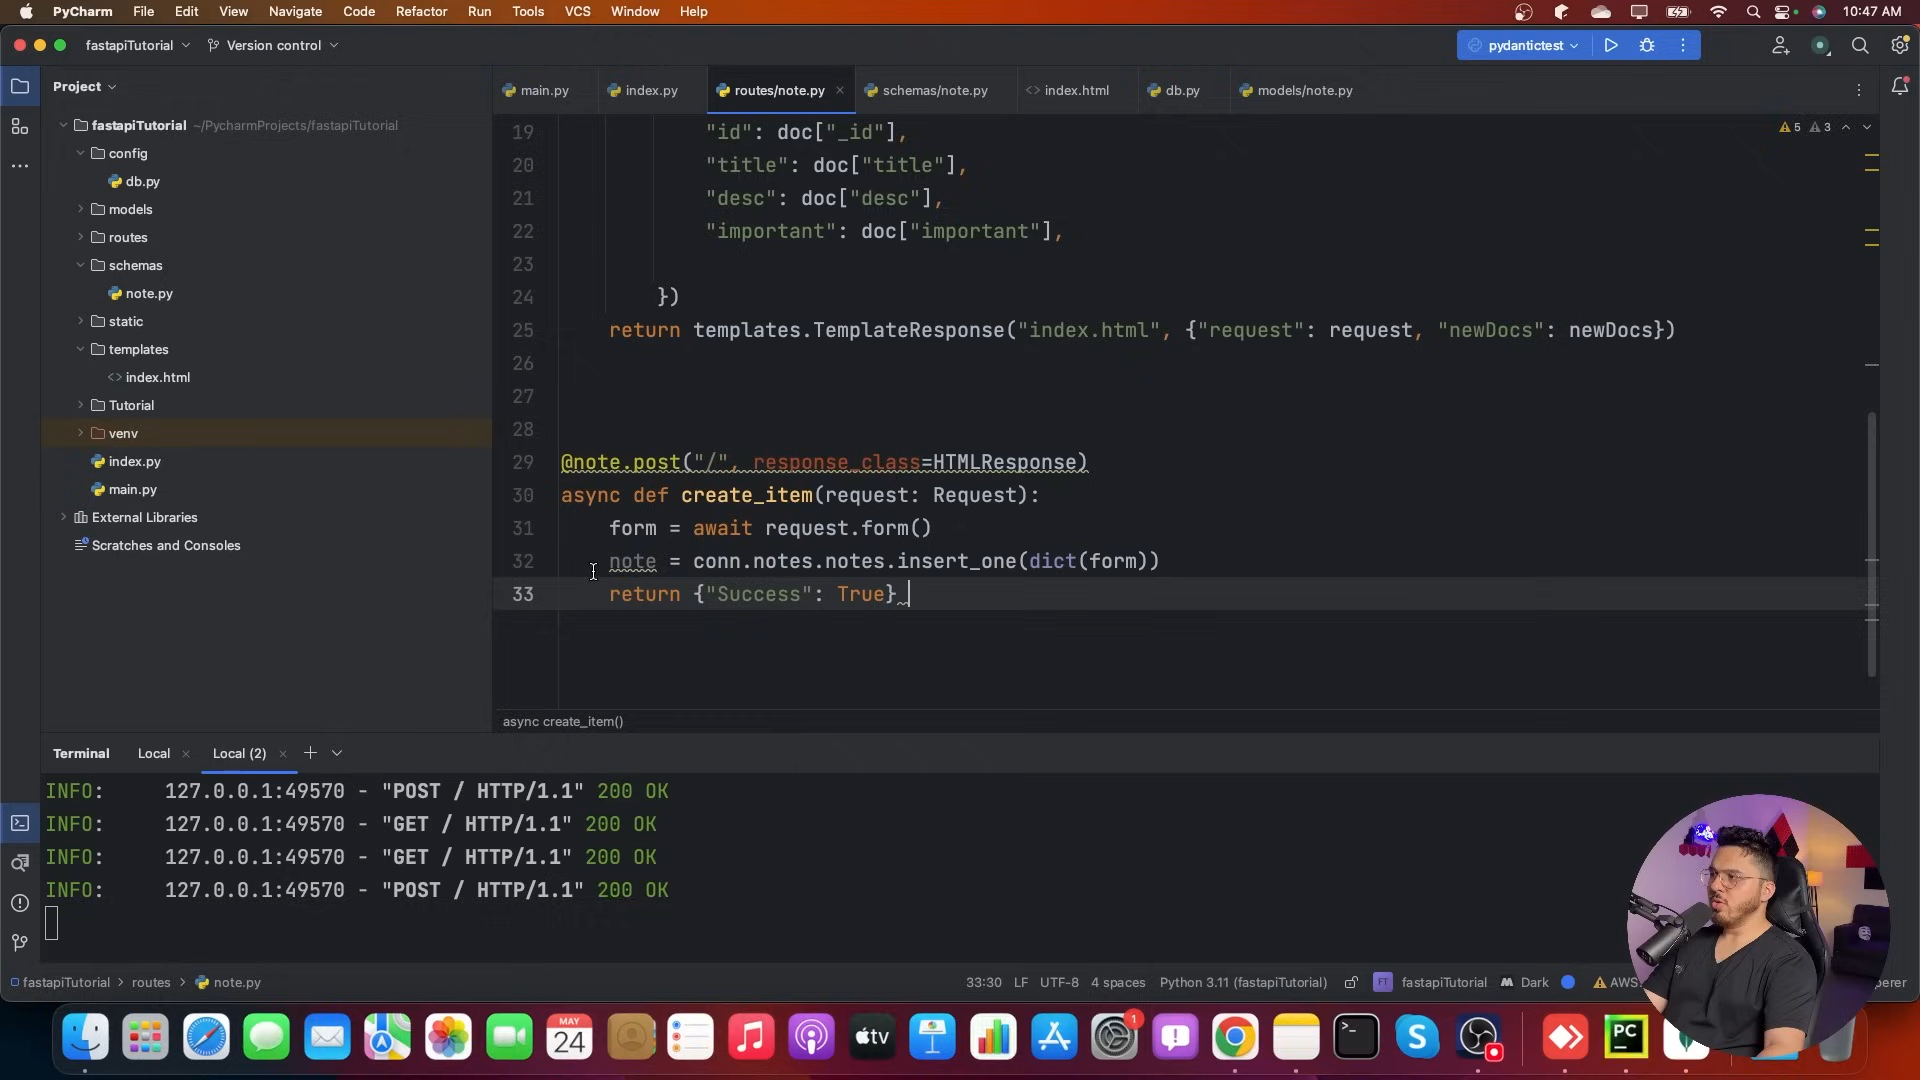 PyCharm File Edit View Navigate Code Refactor Run Tools VCS Window Help 10:47 AM
fastapiTutorial Version control pydantictest
Project
main.py index.py routes/note.py schemas/note.py index.html db.py models/note.py
fastapiTutorial ~/PycharmProjects/fastapiTutorial
config
db.py
models
routes
schemas
note.py
static
templates
index.html
Tutorial
venv
index.py
main.py
External Libraries
Scratches and Consoles
5 3
19 "id": doc["_id"],
20 "title": doc["title"],
21 "desc": doc["desc"],
22 "important": doc["important"],
23
24 })
25 return templates.TemplateResponse("index.html", {"request": request, "newDocs": newDocs})
26
27
28
29 @note.post("/", response_class=HTMLResponse)
30 async def create_item(request: Request):
31 form = await request.form()
32 note = conn.notes.notes.insert_one(dict(form))
33 return {"Success": True}
async create_item()
Terminal Local Local (2)
INFO: 127.0.0.1:49570 - "POST / HTTP/1.1" 200 OK
INFO: 127.0.0.1:49570 - "GET / HTTP/1.1" 200 OK
INFO: 127.0.0.1:49570 - "GET / HTTP/1.1" 200 OK
INFO: 127.0.0.1:49570 - "POST / HTTP/1.1" 200 OK
fastapiTutorial routes note.py 33:30 LF UTF-8 4 spaces Python 3.11 (fastapiTutorial) FT fastapiTutorial Dark AWS:
MAY
24
tv
1
PC